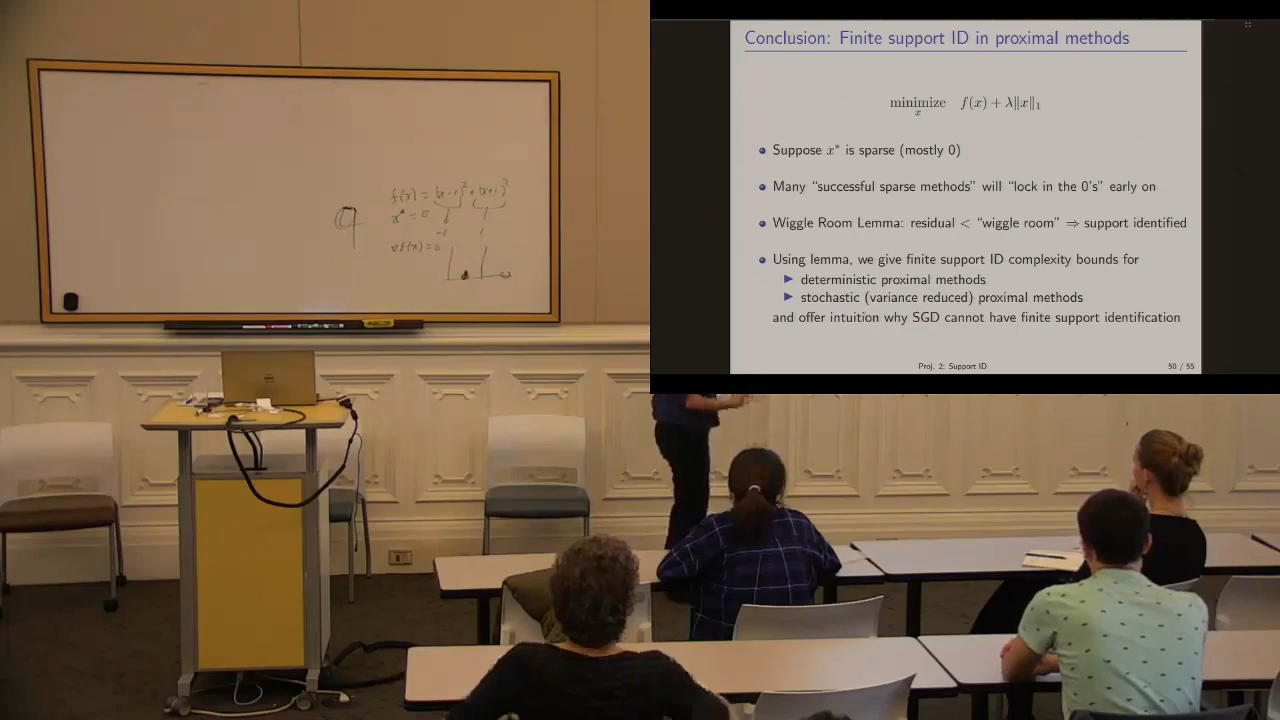 f(x) = (x-1)² + (x+1)²
x* = 0
-1 1
∇f(x) = 0
Conclusion: Finite support ID in proximal methods
minimize f(x) + λ‖x‖₁
x
Suppose x* is sparse (mostly 0)
Many “successful sparse methods” will “lock in the 0’s” early on
Wiggle Room Lemma: residual < “wiggle room” ⇒ support identified
Using lemma, we give finite support ID complexity bounds for
deterministic proximal methods
stochastic (variance reduced) proximal methods
and offer intuition why SGD cannot have finite support identification
Proj. 2: Support ID 50 / 55